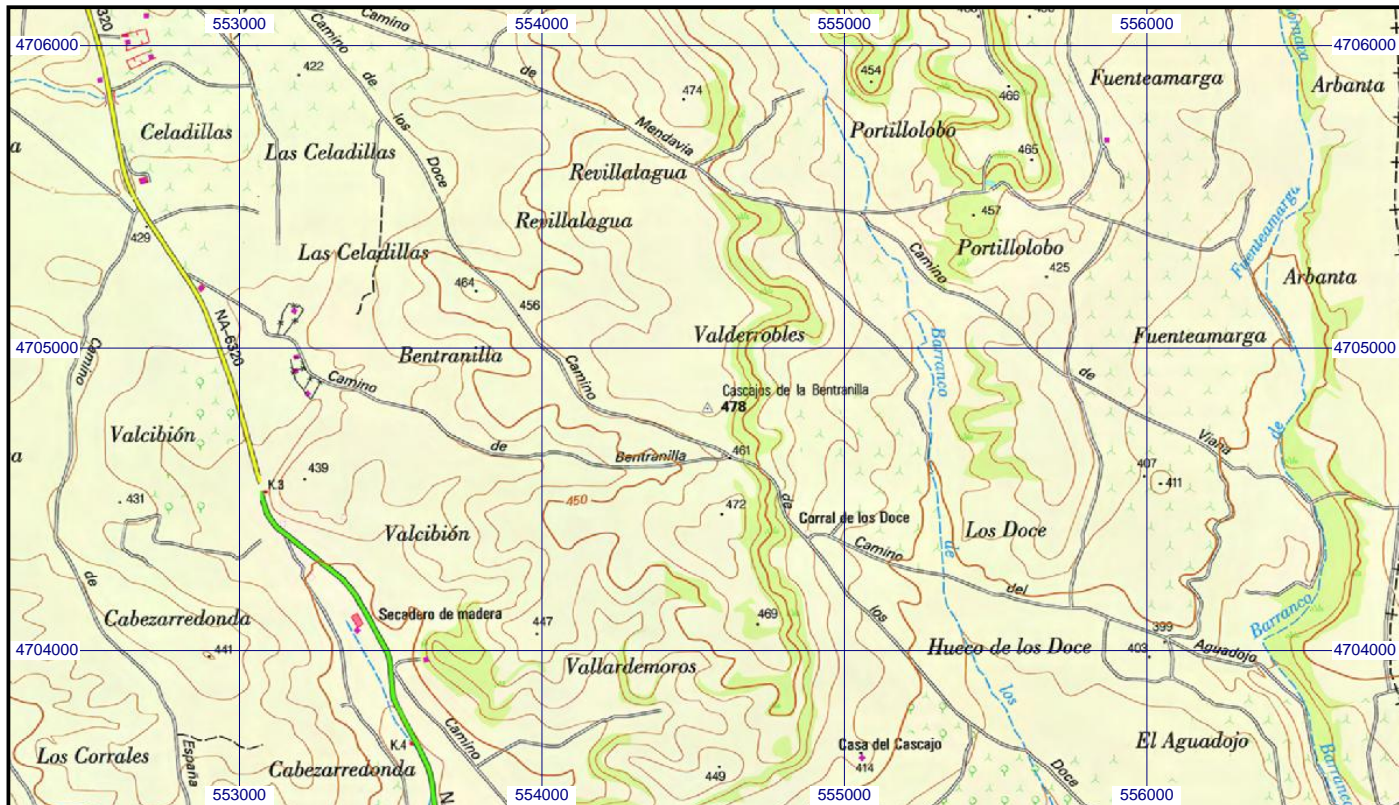 553000 554000 555000 556000
4706000 4706000
320
Camino
Camino
de
los
Doce
422
de
Mendavia
474
454
466
465
Celadillas
Las Celadillas
Portillolobo
Fuenteamarga
Arbanta
a
Revillalagua
Revillalagua
457
Portillolobo
425
Las Celadillas
429
464
456
Camino
Fuenteamarga
Arbanta
NA-6320
Camino
Bentranilla
Valderrobles
Barranco
Fuenteamarga
4705000 4705000
Camino
Camino
de
Cascajos de la Bentranilla
478
Valcibión
a
de
Bentranilla
461
Viana
de
439
K.3
431
450
472
407
411
de
Valcibión
Corral de los Doce
Los Doce
Camino
de
del
de
los
Cabezarredonda
Secadero de madera
447
469
399
403
Barranco
441
4704000 4704000
Vallardemoros
Hueco de los Doce
Aguadojo
los
Los Corrales
España
Cabezarredonda
K.4
Camino
N
449
Casa del Cascajo
414
Doce
El Aguadojo
Barranco
553000 554000 555000 556000